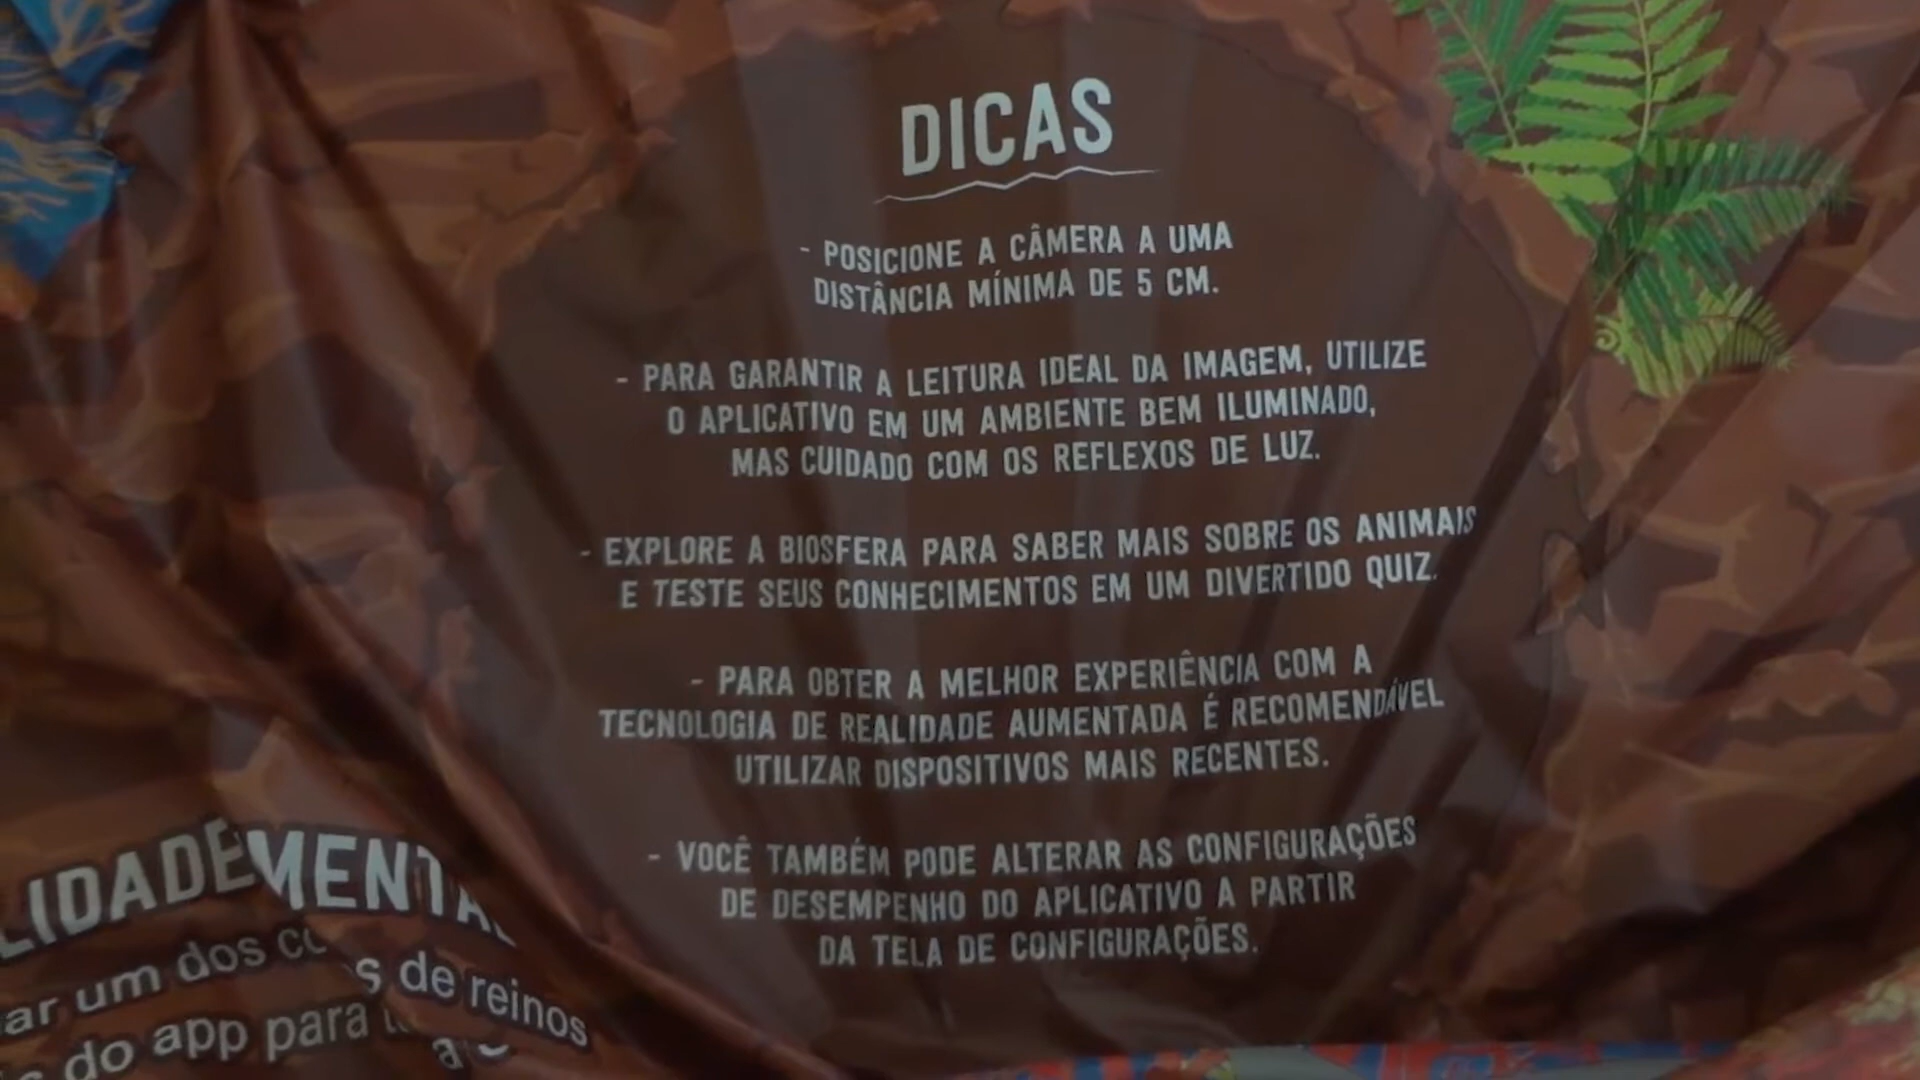 DICAS
- POSICIONE A CÂMERA A UMA
DISTÂNCIA MÍNIMA DE 5 CM.
- PARA GARANTIR A LEITURA IDEAL DA IMAGEM, UTILIZE
O APLICATIVO EM UM AMBIENTE BEM ILUMINADO,
MAS CUIDADO COM OS REFLEXOS DE LUZ.
- EXPLORE A BIOSFERA PARA SABER MAIS SOBRE OS ANIMAIS
E TESTE SEUS CONHECIMENTOS EM UM DIVERTIDO QUIZ.
- PARA OBTER A MELHOR EXPERIÊNCIA COM A
TECNOLOGIA DE REALIDADE AUMENTADA É RECOMENDÁVEL
UTILIZAR DISPOSITIVOS MAIS RECENTES.
- VOCÊ TAMBÉM PODE ALTERAR AS CONFIGURAÇÕES
DE DESEMPENHO DO APLICATIVO A PARTIR
DA TELA DE CONFIGURAÇÕES.
um dos
de reinos
do app para